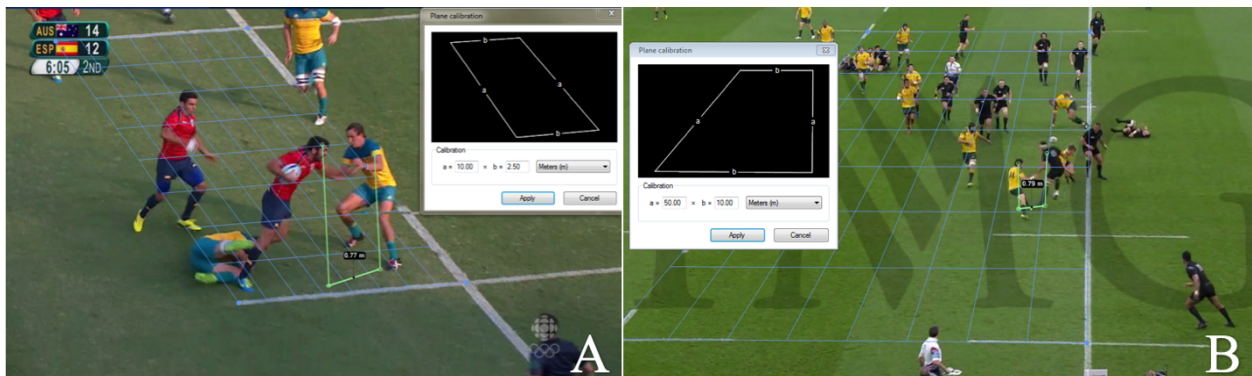 AUS 14
ESP 12
6:05 2ND
Plane calibration
b
a
a
b
Calibration
a = 10.00 × b = 2.50 Meters (m)
Apply Cancel
0.77 m
A
Plane calibration
b
a
a
b
Calibration
a = 50.00 × b = 10.00 Meters (m)
Apply Cancel
0.79 m
IMG
B